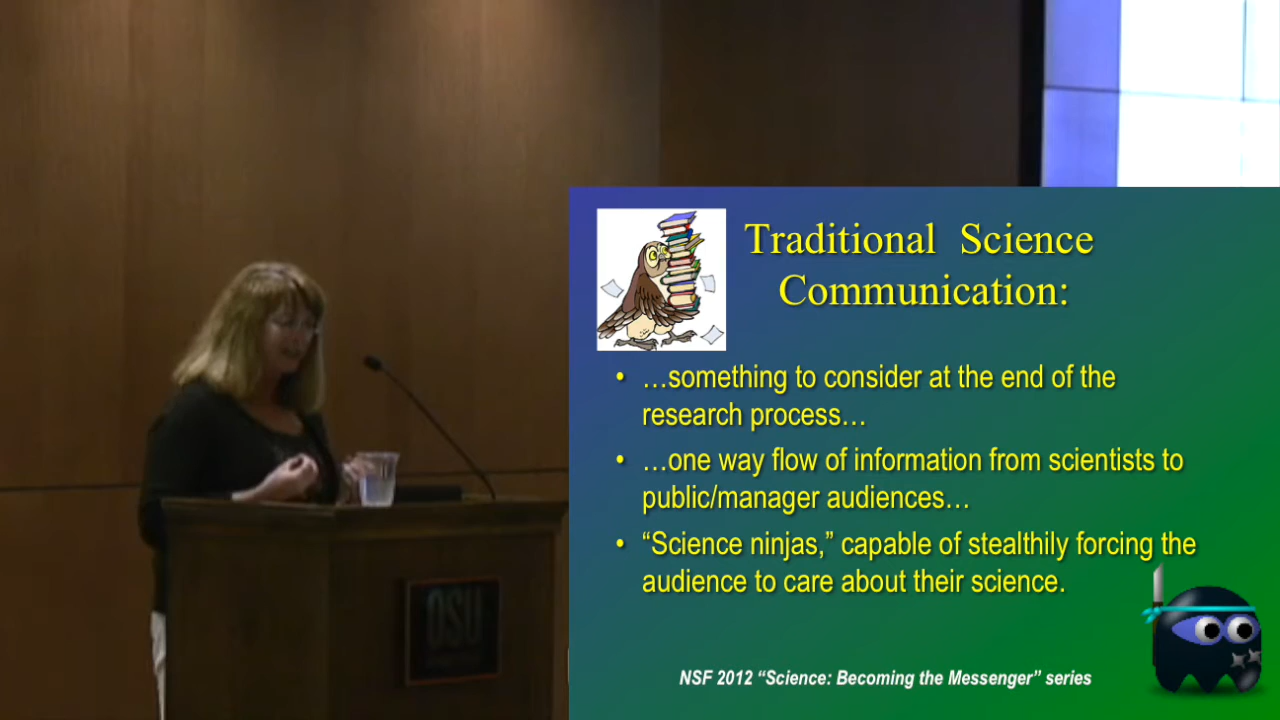 Traditional Science
Communication:
• …something to consider at the end of the
research process…
• …one way flow of information from scientists to
public/manager audiences…
• “Science ninjas,” capable of stealthily forcing the
audience to care about their science.
NSF 2012 “Science: Becoming the Messenger” series
OSU